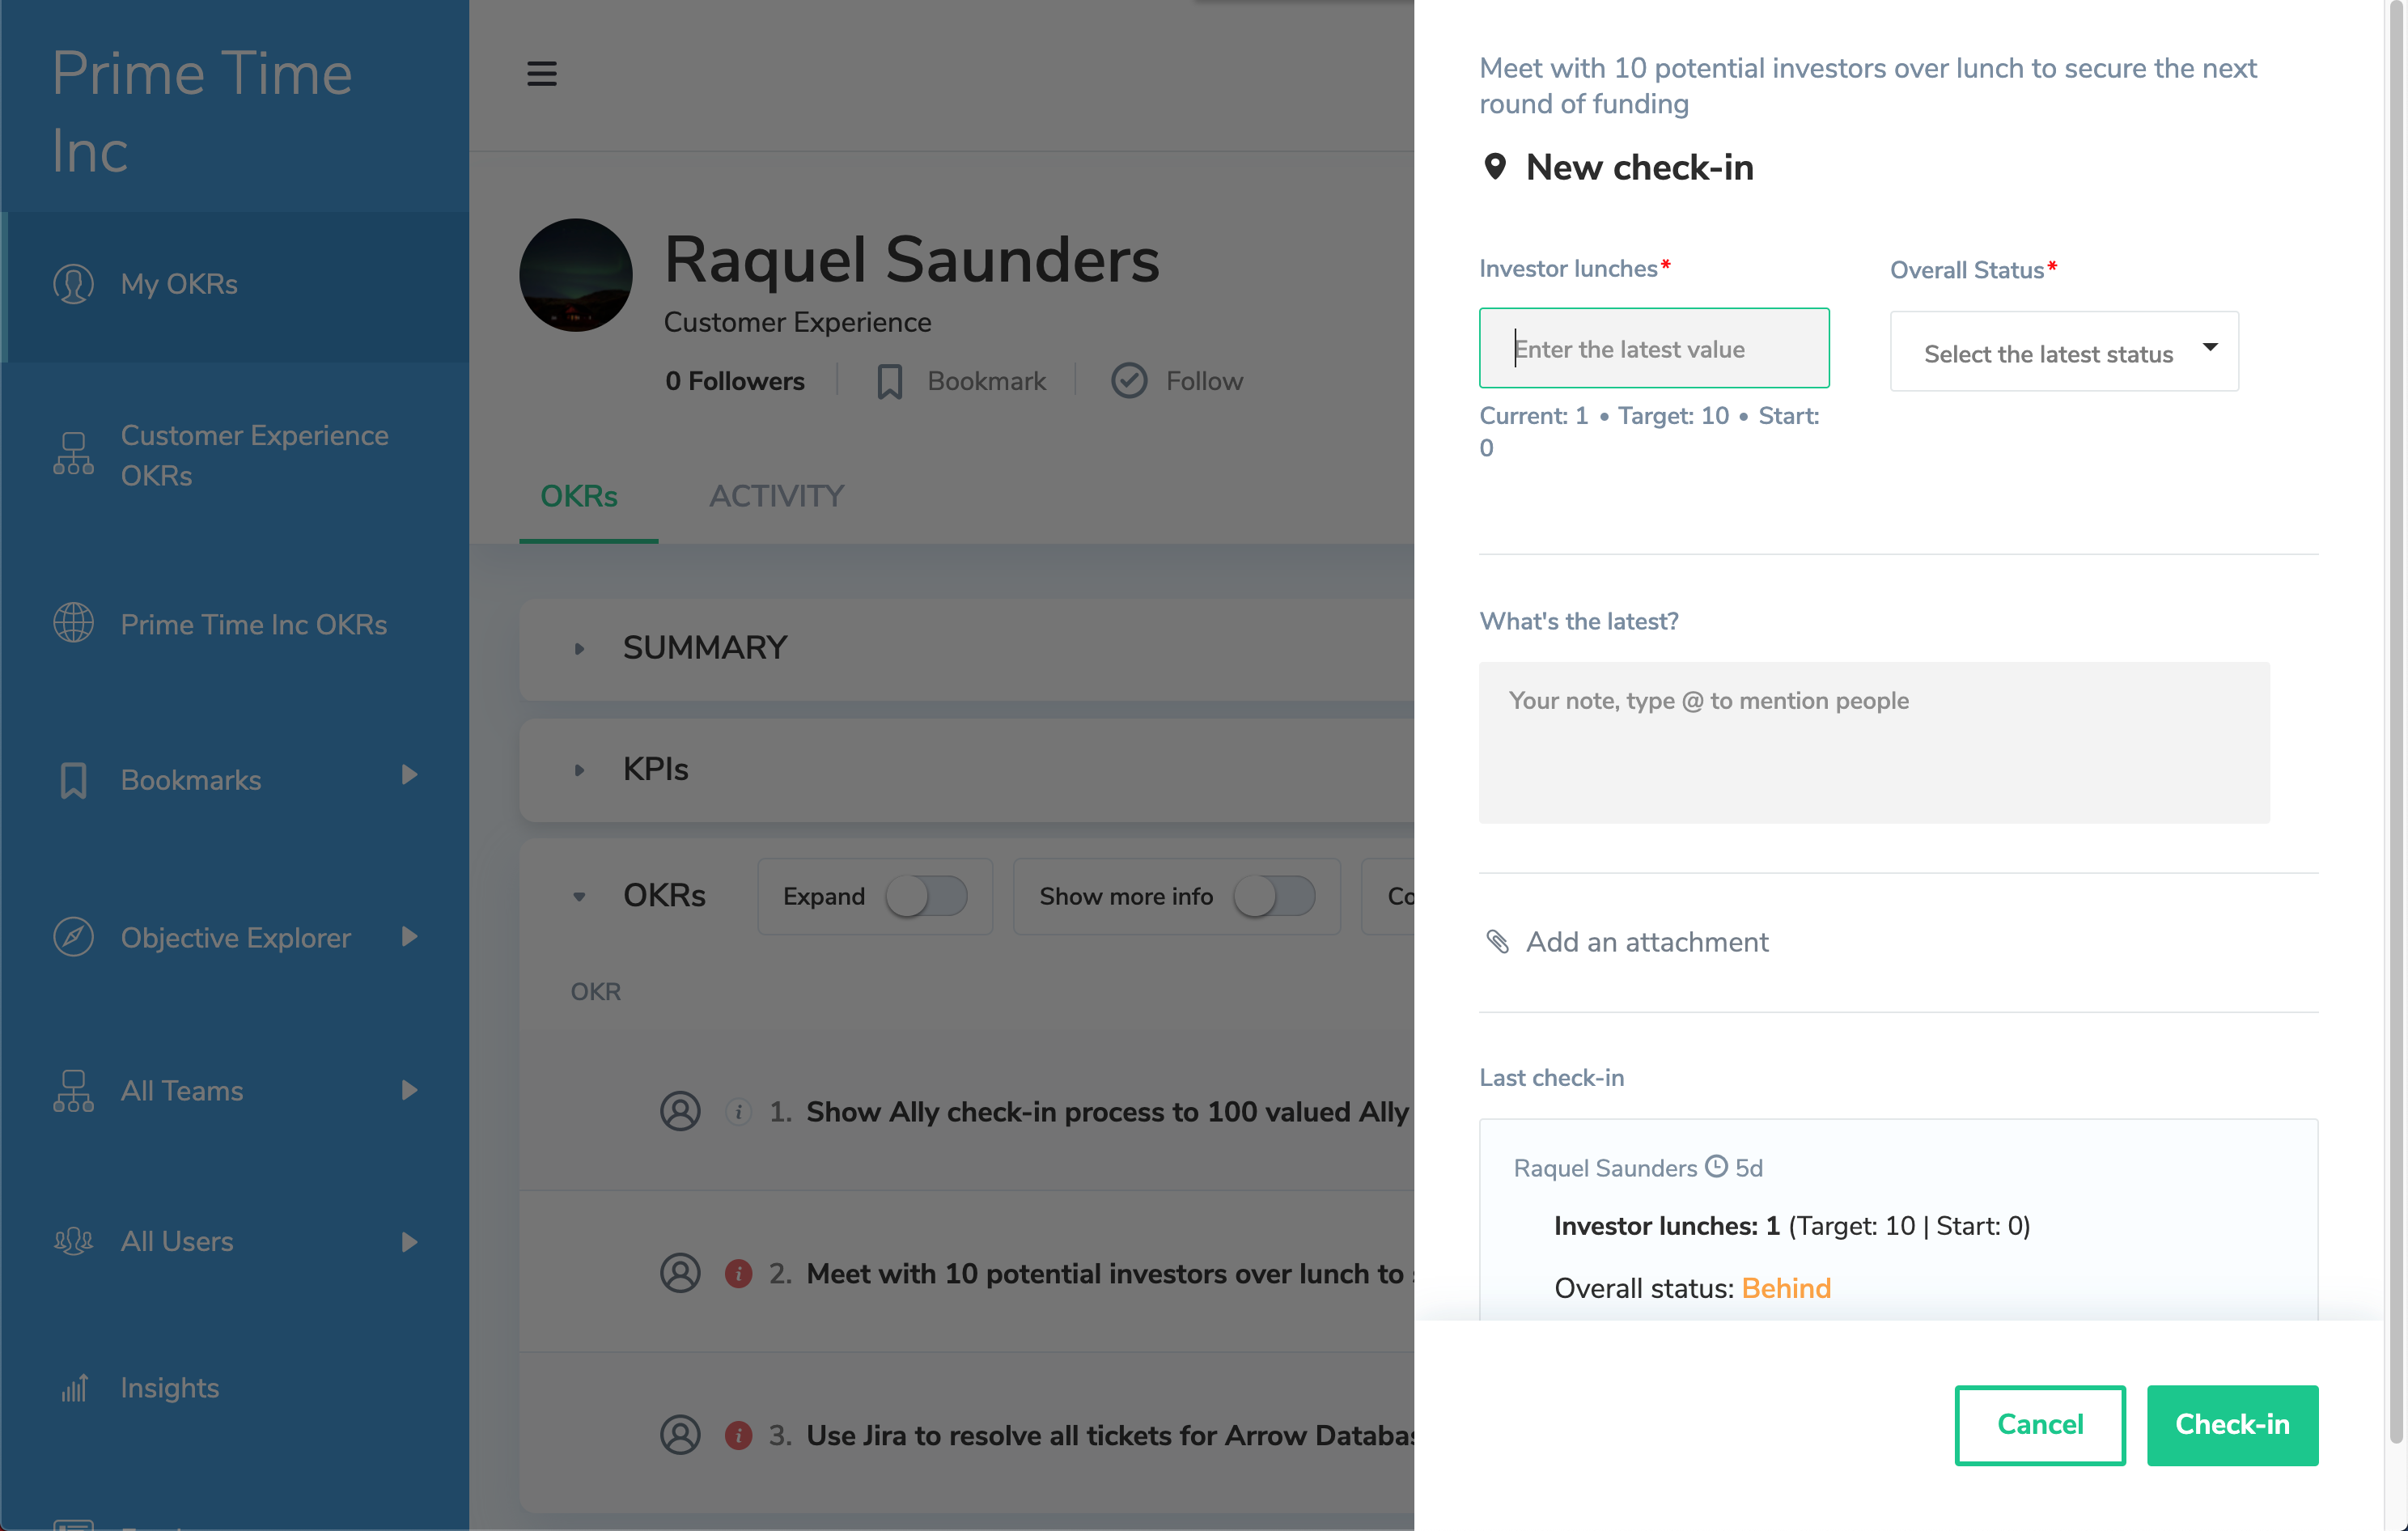 Prime Time
Inc
My OKRs
Customer Experience
OKRs
Prime Time Inc OKRs
Bookmarks
Objective Explorer
All Teams
All Users
Insights
Raquel Saunders
Customer Experience
0 Followers
Bookmark
Follow
OKRs
ACTIVITY
SUMMARY
KPIs
OKRs
Expand
Show more info
Co
OKR
1. Show Ally check-in process to 100 valued Ally
2. Meet with 10 potential investors over lunch to
3. Use Jira to resolve all tickets for Arrow Databas
Meet with 10 potential investors over lunch to secure the next
round of funding
New check-in
Investor lunches*
Overall Status*
Enter the latest value
Select the latest status
Current: 1 • Target: 10 • Start:
0
What's the latest?
Your note, type @ to mention people
Add an attachment
Last check-in
Raquel Saunders 5d
Investor lunches: 1 (Target: 10 | Start: 0)
Overall status: Behind
Cancel
Check-in